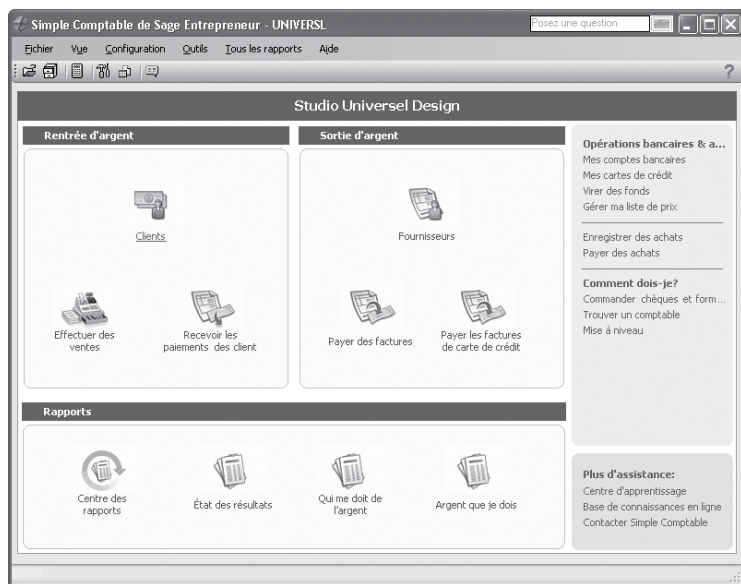 Simple Comptable de Sage Entrepreneur - UNIVERSL
Posez une question
allez
Fichier Vue Configuration Outils Tous les rapports Aide
?
Studio Universel Design
Rentrée d'argent
Clients
Effectuer des
ventes
Recevoir les
paiements des client
Sortie d'argent
Fournisseurs
Payer des factures
Payer les factures
de carte de crédit
Rapports
Centre des
rapports
État des résultats
Qui me doit de
l'argent
Argent que je dois
Opérations bancaires & a...
Mes comptes bancaires
Mes cartes de crédit
Virer des fonds
Gérer ma liste de prix
Enregistrer des achats
Payer des achats
Comment dois-je?
Commander chèques et form...
Trouver un comptable
Mise à niveau
Plus d'assistance:
Centre d'apprentissage
Base de connaissances en ligne
Contacter Simple Comptable